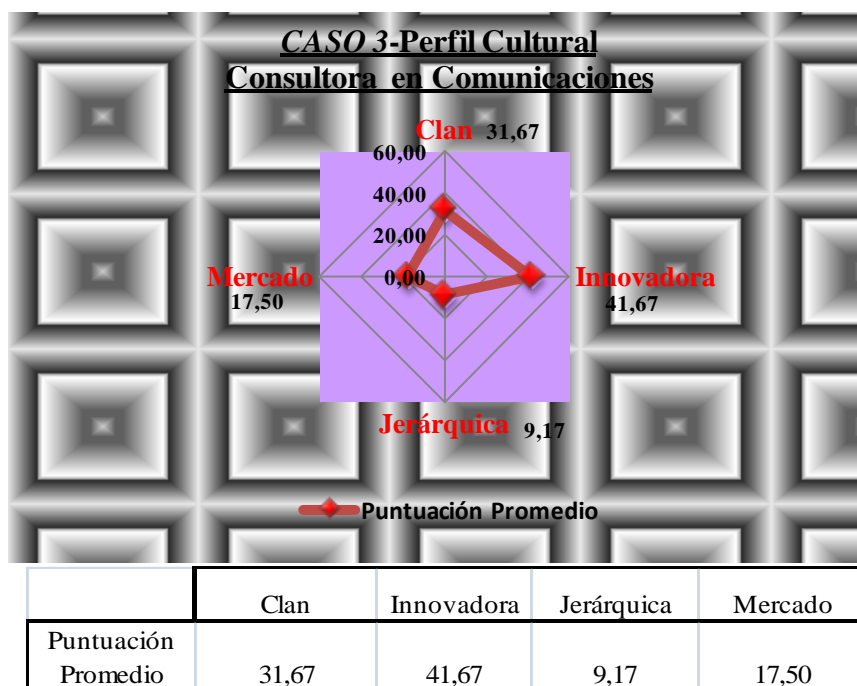 CASO 3-Perfil Cultural
Consultora en Comunicaciones
Clan 31,67
60,00
40,00
20,00
0,00
Mercado
17,50
Innovadora
41,67
Jerárquica 9,17
Puntuación Promedio
Clan Innovadora Jerárquica Mercado
Puntuación
Promedio 31,67 41,67 9,17 17,50